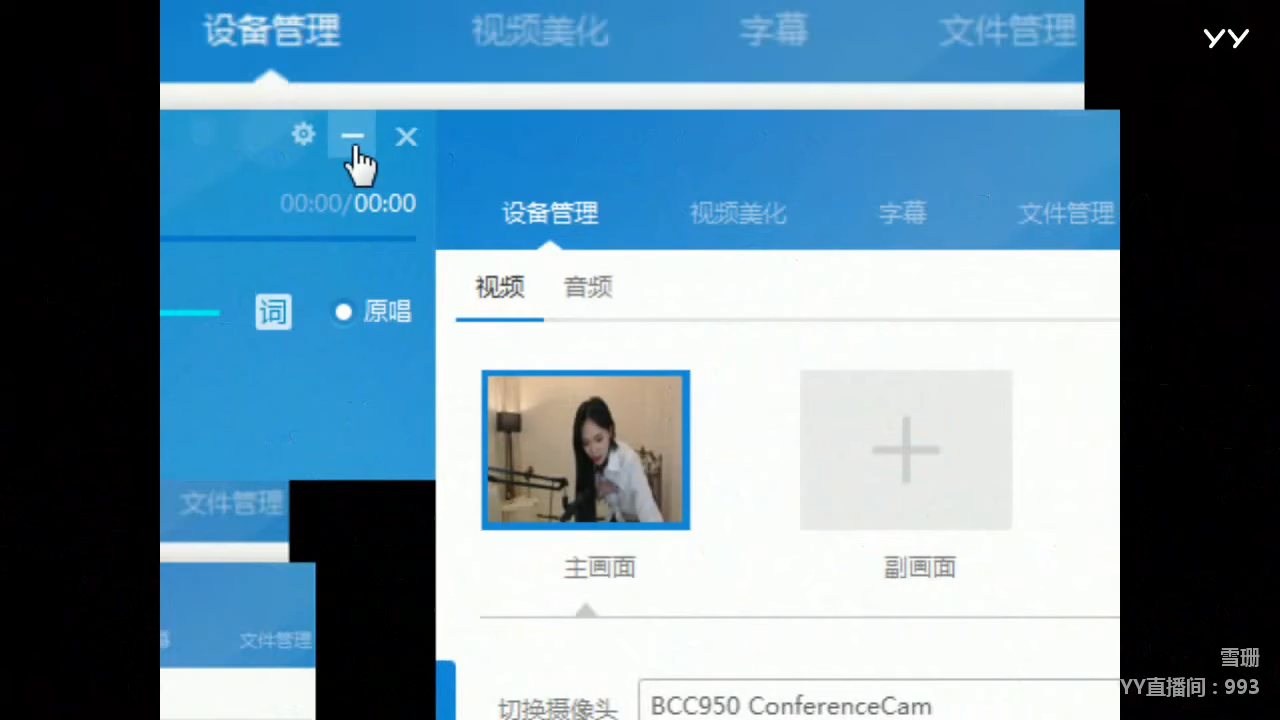 设备管理 视频美化 字幕 文件管理
YY
00:00/00:00
设备管理 视频美化 字幕 文件管理
视频 音频
词 原唱
文件管理
主画面 副画面
幕 文件管理
雪珊
YY直播间：993
切换摄像头 BCC950 ConferenceCam